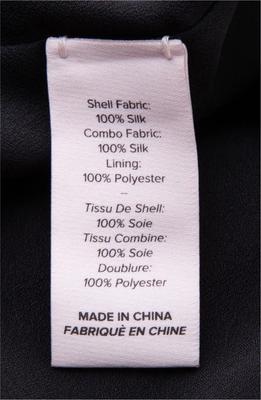 Shell Fabric:
100% Silk
Combo Fabric:
100% Silk
Lining:
100% Polyester
–
Tissu De Shell:
100% Soie
Tissu Combine:
100% Soie
Doublure:
100% Polyester
MADE IN CHINA
FABRIQUÈ EN CHINE